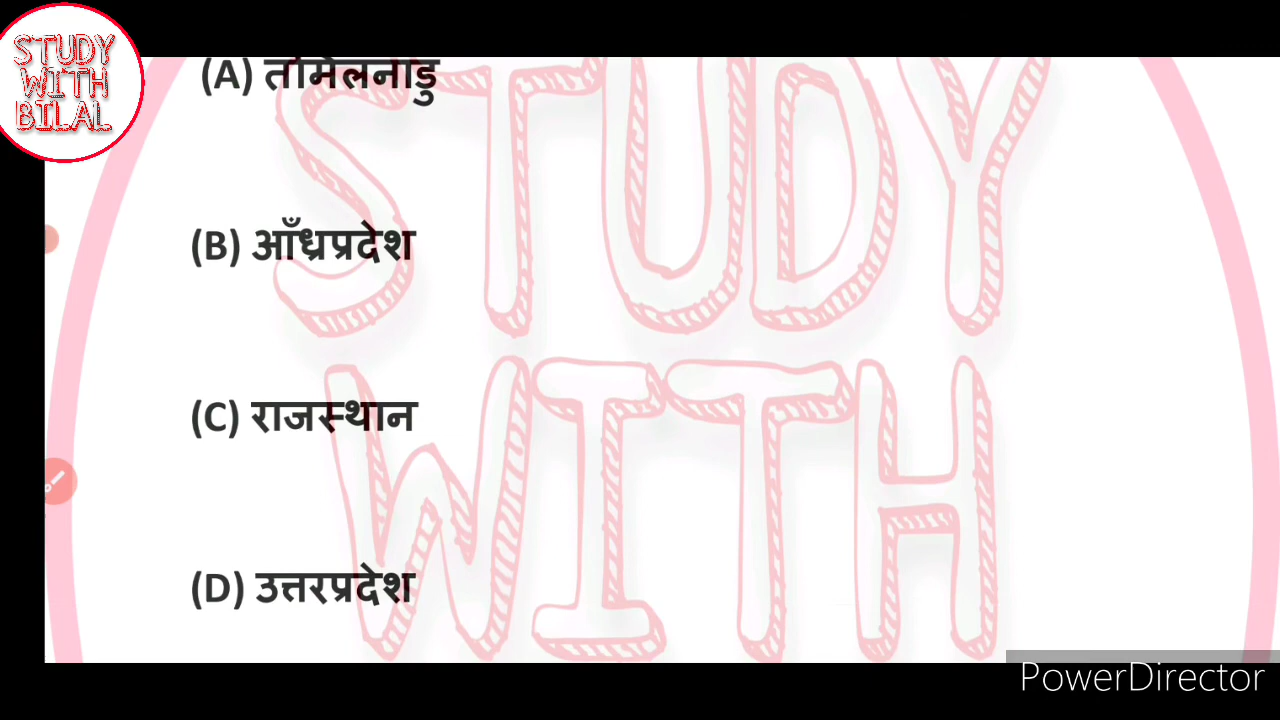 STUDY
WITH
BILAL
(A) तामिलनाडु
(B) आँध्रप्रदेश
(C) राजस्थान
(D) उत्तरप्रदेश
STUDY
WITH
PowerDirector